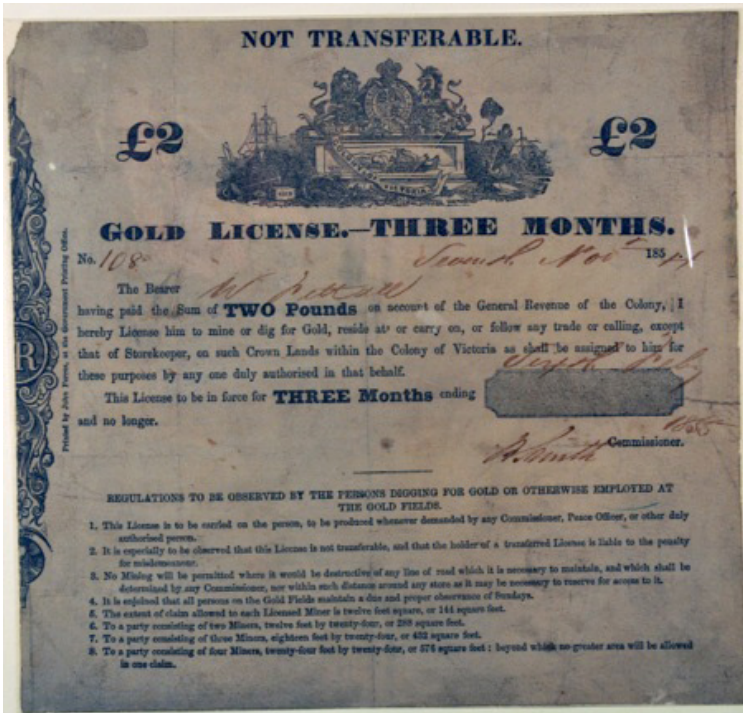 NOT TRANSFERABLE.
£2 £2
VICTORIA
GOLD LICENSE.—THREE MONTHS.
No. 108 Seventh Novr 1854
The Bearer W.
having paid the Sum of TWO Pounds on account of the General Revenue of the Colony, I
hereby License him to mine or dig for Gold, reside at, or carry on, or follow any trade or calling, except
that of Storekeeper, on such Crown Lands within the Colony of Victoria as shall be assigned to him for
these purposes by any one duly authorised in that behalf.
This License to be in force for THREE Months ending
and no longer.
1855
Smith Commissioner.
REGULATIONS TO BE OBSERVED BY THE PERSONS DIGGING FOR GOLD OR OTHERWISE EMPLOYED AT
THE GOLD FIELDS.
1. This License is to be carried on the person, to be produced whenever demanded by any Commissioner, Peace Officer, or other duly
authorised person.
2. It is especially to be observed that this License is not transferable, and that the holder of a transferred License is liable to the penalty
for misdemeanour.
3. No Mining will be permitted where it would be destructive of any line of road which it is necessary to maintain, and which shall be
determined by any Commissioner, nor within such distance around any store as it may be necessary to reserve for access to it.
4. It is enjoined that all persons on the Gold Fields maintain a due and proper observance of Sundays.
5. The extent of claim allowed to each Licensed Miner is twelve feet square, or 144 square feet.
6. To a party consisting of two Miners, twelve feet by twenty-four, or 288 square feet.
7. To a party consisting of three Miners, eighteen feet by twenty-four, or 432 square feet.
8. To a party consisting of four Miners, twenty-four feet by twenty-four, or 576 square feet: beyond which no greater area will be allowed
in one claim.
R
Printed by John Ferres, at the Government Printing Office.